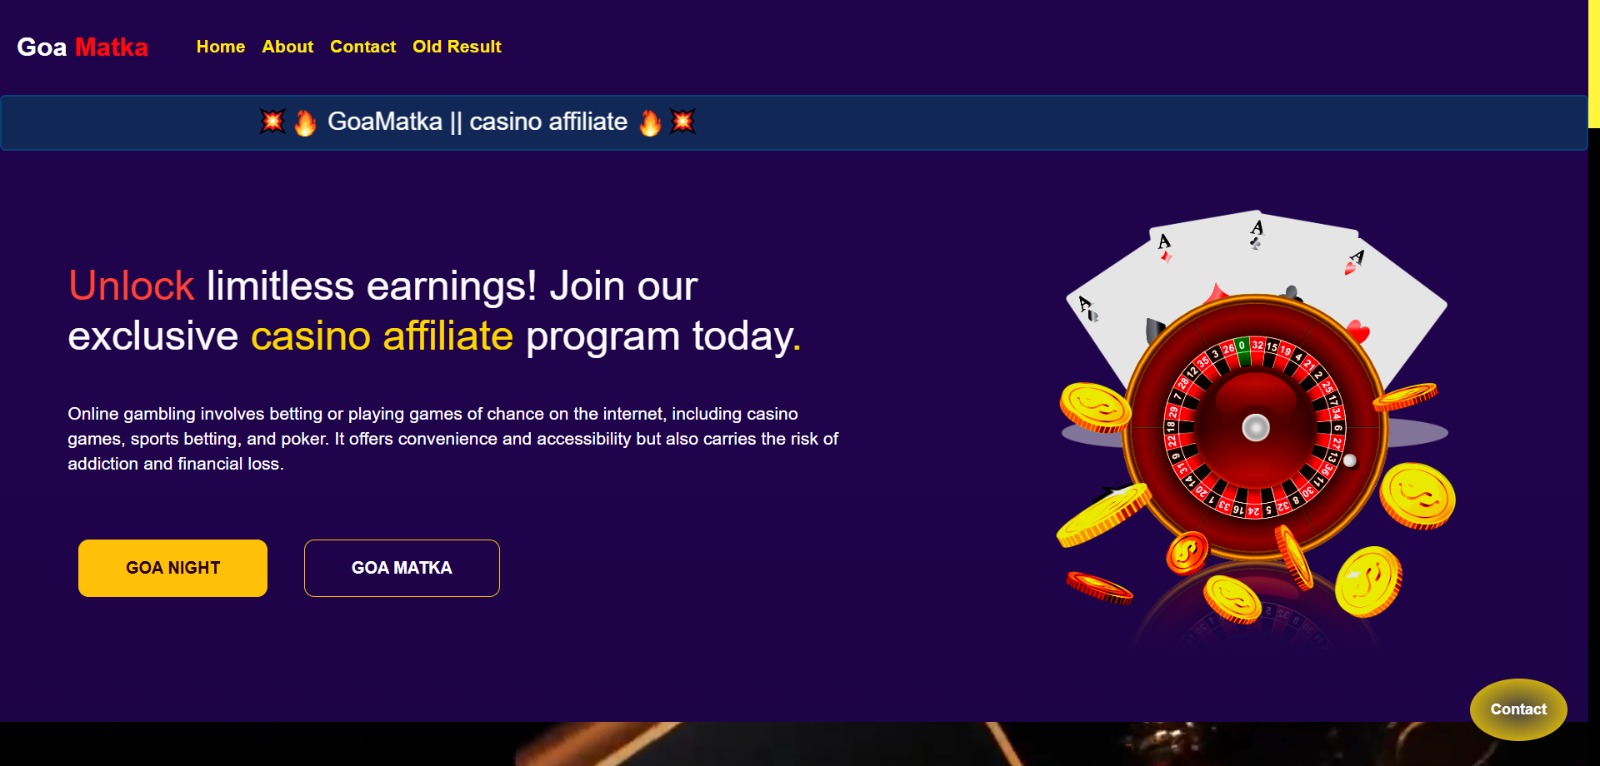 Goa Matka
Home About Contact Old Result
💥🔥 GoaMatka || casino affiliate 🔥💥
Unlock limitless earnings! Join our
exclusive casino affiliate program today.
Online gambling involves betting or playing games of chance on the internet, including casino
games, sports betting, and poker. It offers convenience and accessibility but also carries the risk of
addiction and financial loss.
GOA NIGHT
GOA MATKA
A
A
A
A
Contact